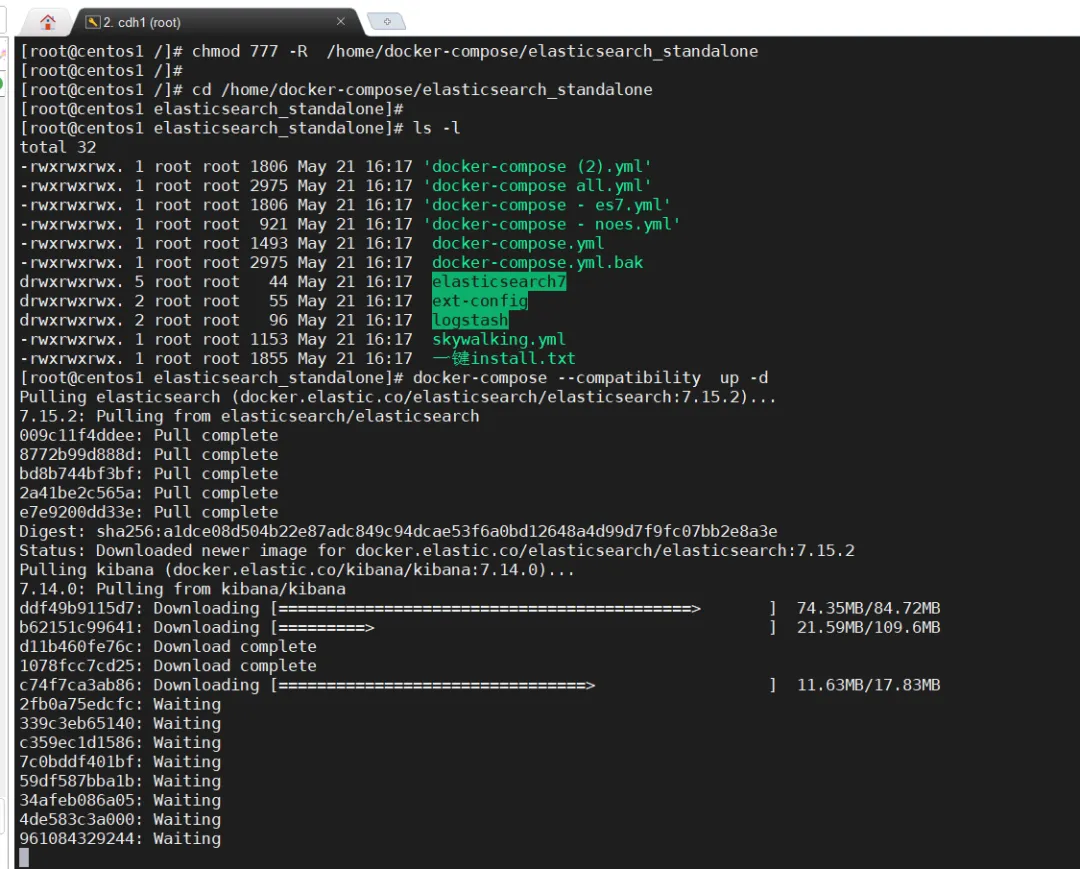 2. cdh1 (root)
[root@centos1 /]# chmod 777 -R  /home/docker-compose/elasticsearch_standalone
[root@centos1 /]#
[root@centos1 /]# cd /home/docker-compose/elasticsearch_standalone
[root@centos1 elasticsearch_standalone]#
[root@centos1 elasticsearch_standalone]# ls -l
total 32
-rwxrwxrwx. 1 root root 1806 May 21 16:17 'docker-compose (2).yml'
-rwxrwxrwx. 1 root root 2975 May 21 16:17 'docker-compose all.yml'
-rwxrwxrwx. 1 root root 1806 May 21 16:17 'docker-compose - es7.yml'
-rwxrwxrwx. 1 root root  921 May 21 16:17 'docker-compose - noes.yml'
-rwxrwxrwx. 1 root root 1493 May 21 16:17  docker-compose.yml
-rwxrwxrwx. 1 root root 2975 May 21 16:17  docker-compose.yml.bak
drwxrwxrwx. 5 root root   44 May 21 16:17  elasticsearch7
drwxrwxrwx. 2 root root   55 May 21 16:17  ext-config
drwxrwxrwx. 2 root root   96 May 21 16:17  logstash
-rwxrwxrwx. 1 root root 1153 May 21 16:17  skywalking.yml
-rwxrwxrwx. 1 root root 1855 May 21 16:17  一键install.txt
[root@centos1 elasticsearch_standalone]# docker-compose --compatibility  up -d
Pulling elasticsearch (docker.elastic.co/elasticsearch/elasticsearch:7.15.2)...
7.15.2: Pulling from elasticsearch/elasticsearch
009c11f4ddee: Pull complete
8772b99d888d: Pull complete
bd8b744bf3bf: Pull complete
2a41be2c565a: Pull complete
e7e9200dd33e: Pull complete
Digest: sha256:a1dce08d504b22e87adc849c94dcae53f6a0bd12648a4d99d7f9fc07bb2e8a3e
Status: Downloaded newer image for docker.elastic.co/elasticsearch/elasticsearch:7.15.2
Pulling kibana (docker.elastic.co/kibana/kibana:7.14.0)...
7.14.0: Pulling from kibana/kibana
ddf49b9115d7: Downloading [===========================================>       ]  74.35MB/84.72MB
b62151c99641: Downloading [=========>                                         ]  21.59MB/109.6MB
d11b460fe76c: Download complete
1078fcc7cd25: Download complete
c74f7ca3ab86: Downloading [================================>                  ]  11.63MB/17.83MB
2fb0a75edcfc: Waiting
339c3eb65140: Waiting
c359ec1d1586: Waiting
7c0bddf401bf: Waiting
59df587bba1b: Waiting
34afeb086a05: Waiting
4de583c3a000: Waiting
961084329244: Waiting